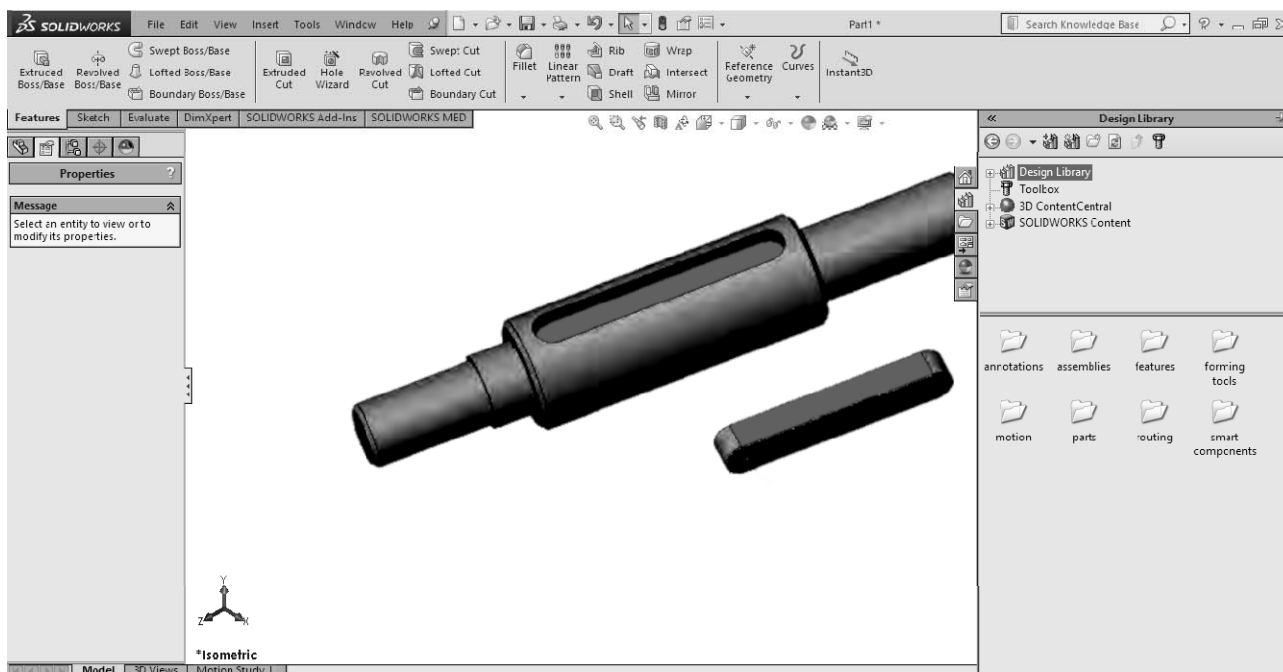 SOLIDWORKS File Edit View Insert Tools Window Help Part1 * Search Knowledge Base ?
Extruded Boss/Base
Revolved Boss/Base
Swept Boss/Base
Lofted Boss/Base
Boundary Boss/Base
Extruded Cut
Hole Wizard
Revolved Cut
Swept Cut
Lofted Cut
Boundary Cut
Fillet
Linear Pattern
Rib
Draft
Shell
Wrap
Intersect
Mirror
Reference Geometry
Curves
Instant3D
Features Sketch Evaluate DimXpert SOLIDWORKS Add-Ins SOLIDWORKS MED
Properties ?
Message
Select an entity to view or to
modify its properties.
Y
Z X
*Isometric
Model 3D Views Motion Study 1
Design Library
Design Library
Toolbox
3D ContentCentral
SOLIDWORKS Content
annotations assemblies features forming
tools
motion parts routing smart
components